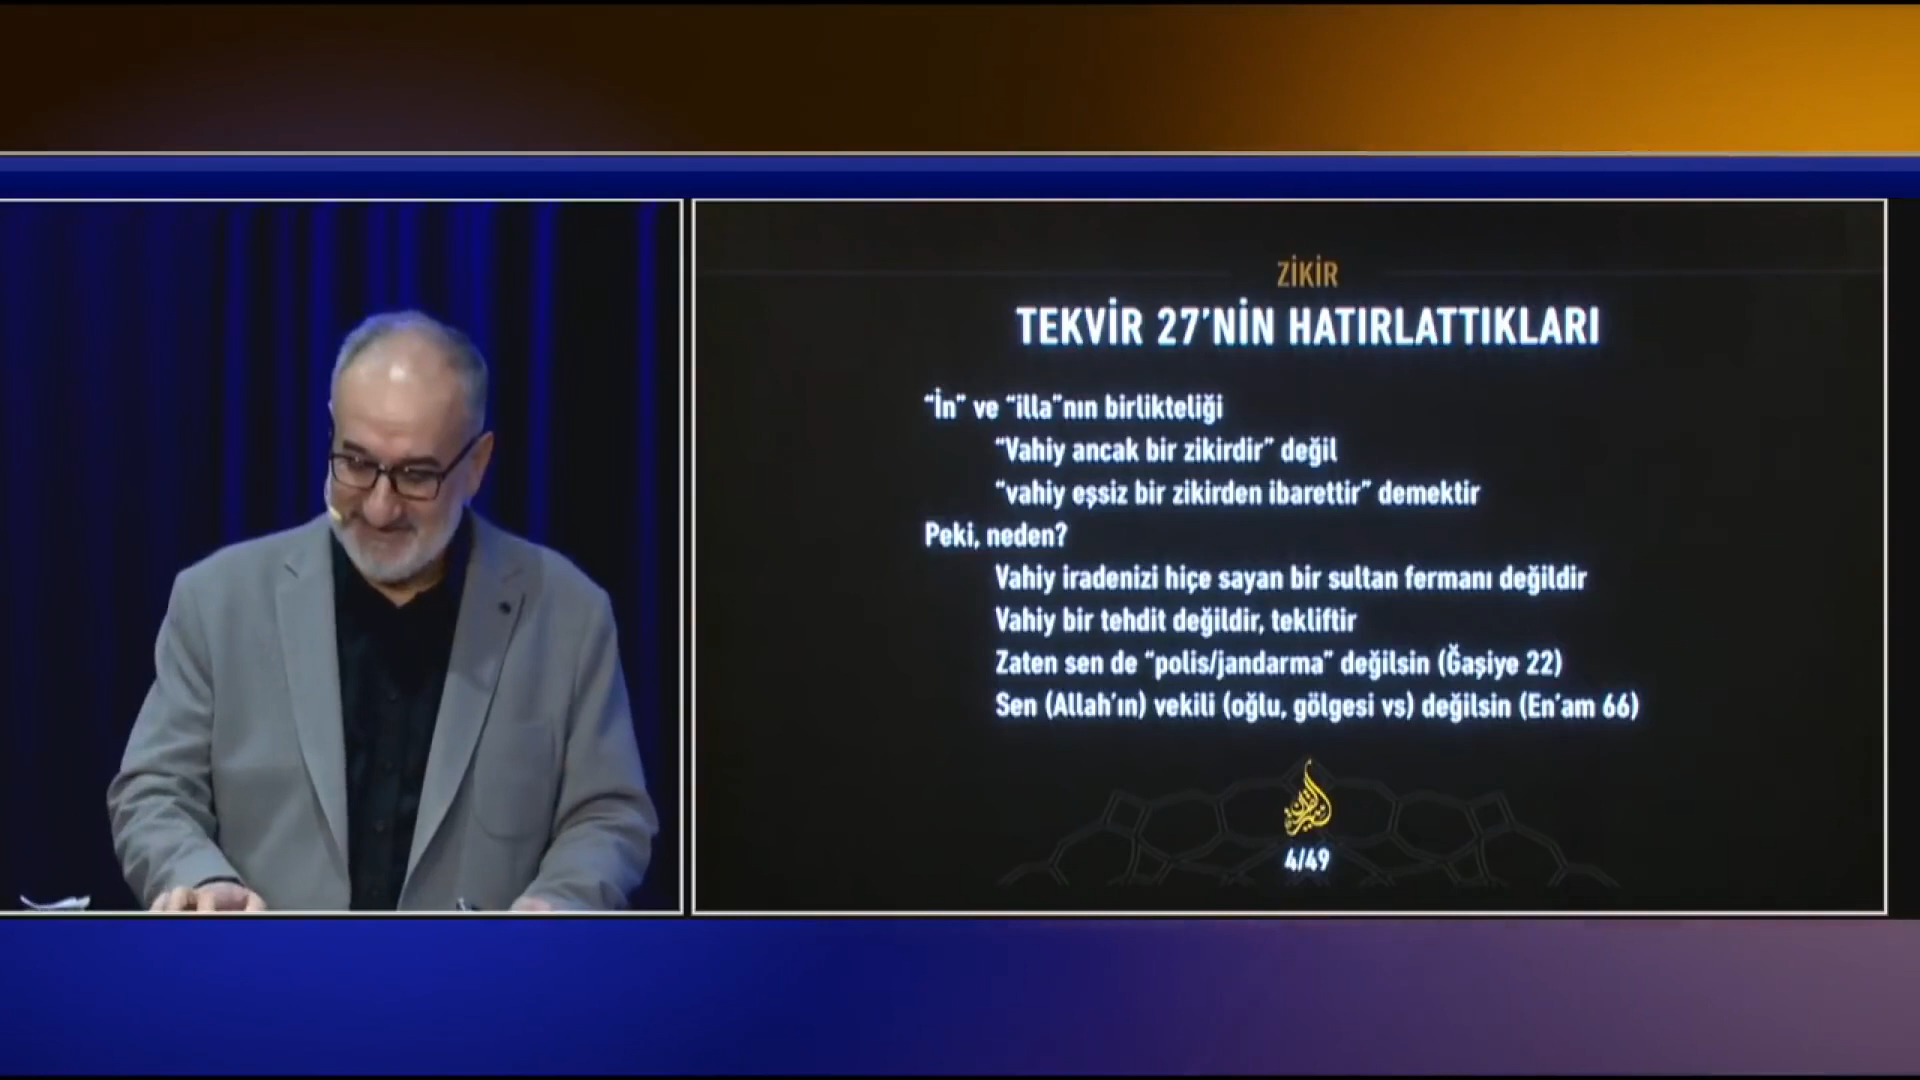 ZİKİR
TEKVİR 27'NİN HATIRLATTIKLARI
"İn" ve "illa"nın birlikteliği
"Vahiy ancak bir zikirdir" değil
"vahiy eşsiz bir zikirden ibarettir" demektir
Peki, neden?
Vahiy iradenizi hiçe sayan bir sultan fermanı değildir
Vahiy bir tehdit değildir, tekliftir
Zaten sen de "polis/jandarma" değilsin (Ğaşiye 22)
Sen (Allah'ın) vekili (oğlu, gölgesi vs) değilsin (En'am 66)
4/49